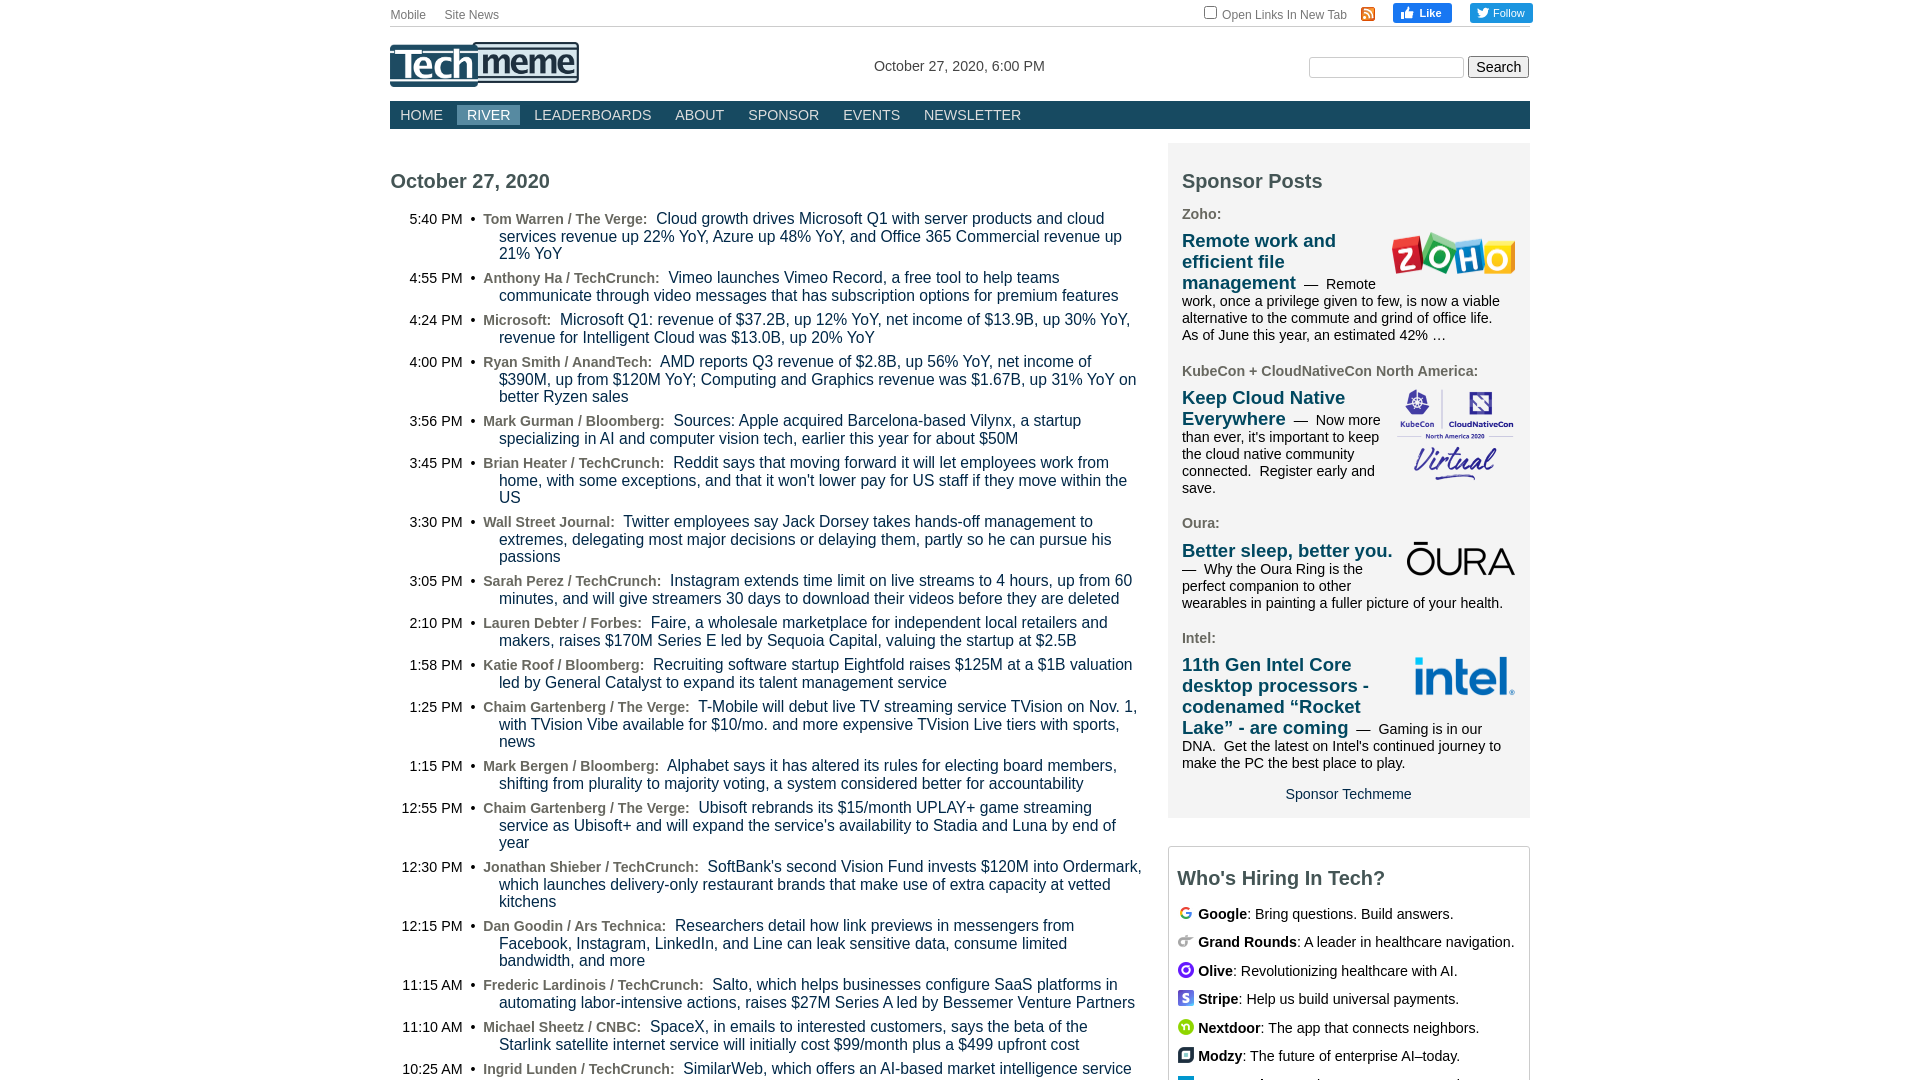 Mobile Site News
Open Links In New Tab
Like
Follow
Techmeme
October 27, 2020, 6:00 PM
Search
HOME RIVER LEADERBOARDS ABOUT SPONSOR EVENTS NEWSLETTER
October 27, 2020
5:40 PM • Tom Warren / The Verge: Cloud growth drives Microsoft Q1 with server products and cloud
services revenue up 22% YoY, Azure up 48% YoY, and Office 365 Commercial revenue up
21% YoY
4:55 PM • Anthony Ha / TechCrunch: Vimeo launches Vimeo Record, a free tool to help teams
communicate through video messages that has subscription options for premium features
4:24 PM • Microsoft: Microsoft Q1: revenue of $37.2B, up 12% YoY, net income of $13.9B, up 30% YoY,
revenue for Intelligent Cloud was $13.0B, up 20% YoY
4:00 PM • Ryan Smith / AnandTech: AMD reports Q3 revenue of $2.8B, up 56% YoY, net income of
$390M, up from $120M YoY; Computing and Graphics revenue was $1.67B, up 31% YoY on
better Ryzen sales
3:56 PM • Mark Gurman / Bloomberg: Sources: Apple acquired Barcelona-based Vilynx, a startup
specializing in AI and computer vision tech, earlier this year for about $50M
3:45 PM • Brian Heater / TechCrunch: Reddit says that moving forward it will let employees work from
home, with some exceptions, and that it won't lower pay for US staff if they move within the
US
3:30 PM • Wall Street Journal: Twitter employees say Jack Dorsey takes hands-off management to
extremes, delegating most major decisions or delaying them, partly so he can pursue his
passions
3:05 PM • Sarah Perez / TechCrunch: Instagram extends time limit on live streams to 4 hours, up from 60
minutes, and will give streamers 30 days to download their videos before they are deleted
2:10 PM • Lauren Debter / Forbes: Faire, a wholesale marketplace for independent local retailers and
makers, raises $170M Series E led by Sequoia Capital, valuing the startup at $2.5B
1:58 PM • Katie Roof / Bloomberg: Recruiting software startup Eightfold raises $125M at a $1B valuation
led by General Catalyst to expand its talent management service
1:25 PM • Chaim Gartenberg / The Verge: T-Mobile will debut live TV streaming service TVision on Nov. 1,
with TVision Vibe available for $10/mo. and more expensive TVision Live tiers with sports,
news
1:15 PM • Mark Bergen / Bloomberg: Alphabet says it has altered its rules for electing board members,
shifting from plurality to majority voting, a system considered better for accountability
12:55 PM • Chaim Gartenberg / The Verge: Ubisoft rebrands its $15/month UPLAY+ game streaming
service as Ubisoft+ and will expand the service's availability to Stadia and Luna by end of
year
12:30 PM • Jonathan Shieber / TechCrunch: SoftBank's second Vision Fund invests $120M into Ordermark,
which launches delivery-only restaurant brands that make use of extra capacity at vetted
kitchens
12:15 PM • Dan Goodin / Ars Technica: Researchers detail how link previews in messengers from
Facebook, Instagram, LinkedIn, and Line can leak sensitive data, consume limited
bandwidth, and more
11:15 AM • Frederic Lardinois / TechCrunch: Salto, which helps businesses configure SaaS platforms in
automating labor-intensive actions, raises $27M Series A led by Bessemer Venture Partners
11:10 AM • Michael Sheetz / CNBC: SpaceX, in emails to interested customers, says the beta of the
Starlink satellite internet service will initially cost $99/month plus a $499 upfront cost
10:25 AM • Ingrid Lunden / TechCrunch: SimilarWeb, which offers an AI-based market intelligence service
Sponsor Posts
Zoho:
ZOHO
Remote work and
efficient file
management — Remote
work, once a privilege given to few, is now a viable
alternative to the commute and grind of office life.
As of June this year, an estimated 42% …
KubeCon + CloudNativeCon North America:
Keep Cloud Native
Everywhere — Now more
than ever, it's important to keep
the cloud native community
connected. Register early and
save.
KubeCon CloudNativeCon
North America 2020
Virtual
Oura:
ŌURA
Better sleep, better you.
— Why the Oura Ring is the
perfect companion to other
wearables in painting a fuller picture of your health.
Intel:
intel.
11th Gen Intel Core
desktop processors -
codenamed “Rocket
Lake” - are coming — Gaming is in our
DNA. Get the latest on Intel's continued journey to
make the PC the best place to play.
Sponsor Techmeme
Who's Hiring In Tech?
Google: Bring questions. Build answers.
Grand Rounds: A leader in healthcare navigation.
Olive: Revolutionizing healthcare with AI.
Stripe: Help us build universal payments.
Nextdoor: The app that connects neighbors.
Modzy: The future of enterprise AI–today.